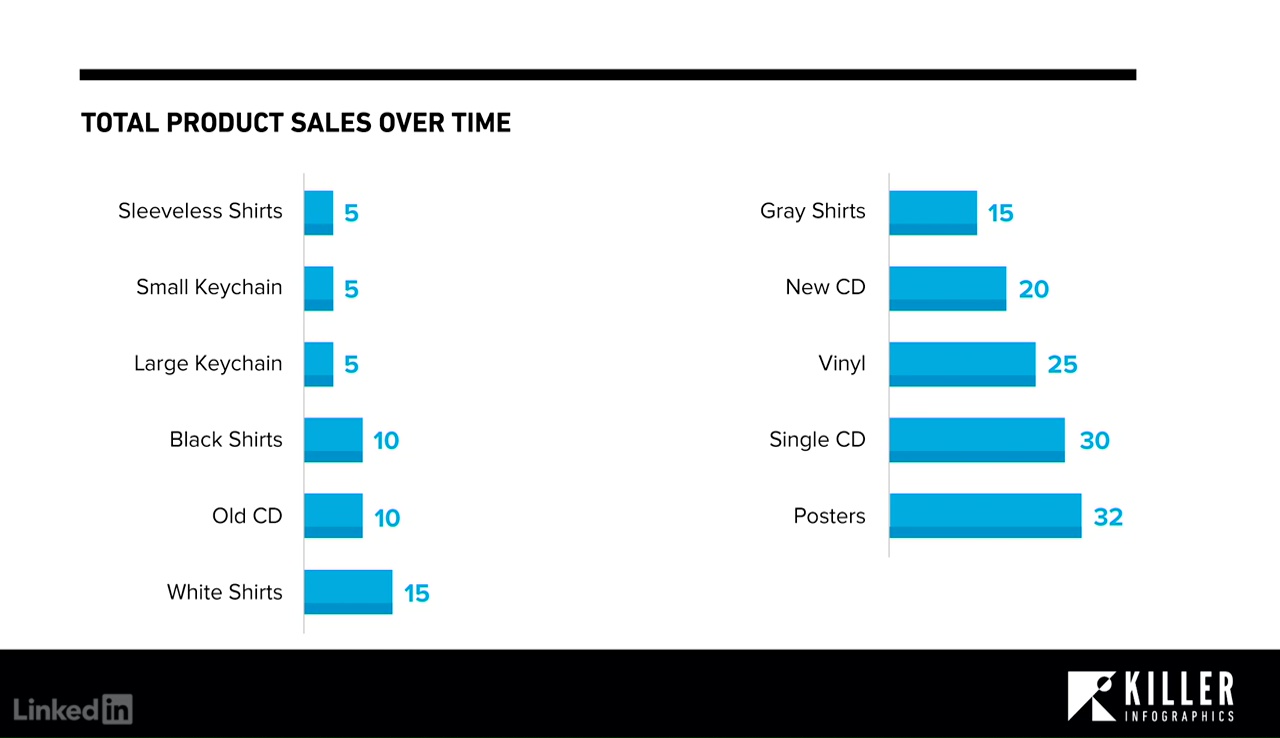 TOTAL PRODUCT SALES OVER TIME
Sleeveless Shirts 5
Small Keychain 5
Large Keychain 5
Black Shirts 10
Old CD 10
White Shirts 15
Gray Shirts 15
New CD 20
Vinyl 25
Single CD 30
Posters 32
Linked in
KILLER
INFOGRAPHICS